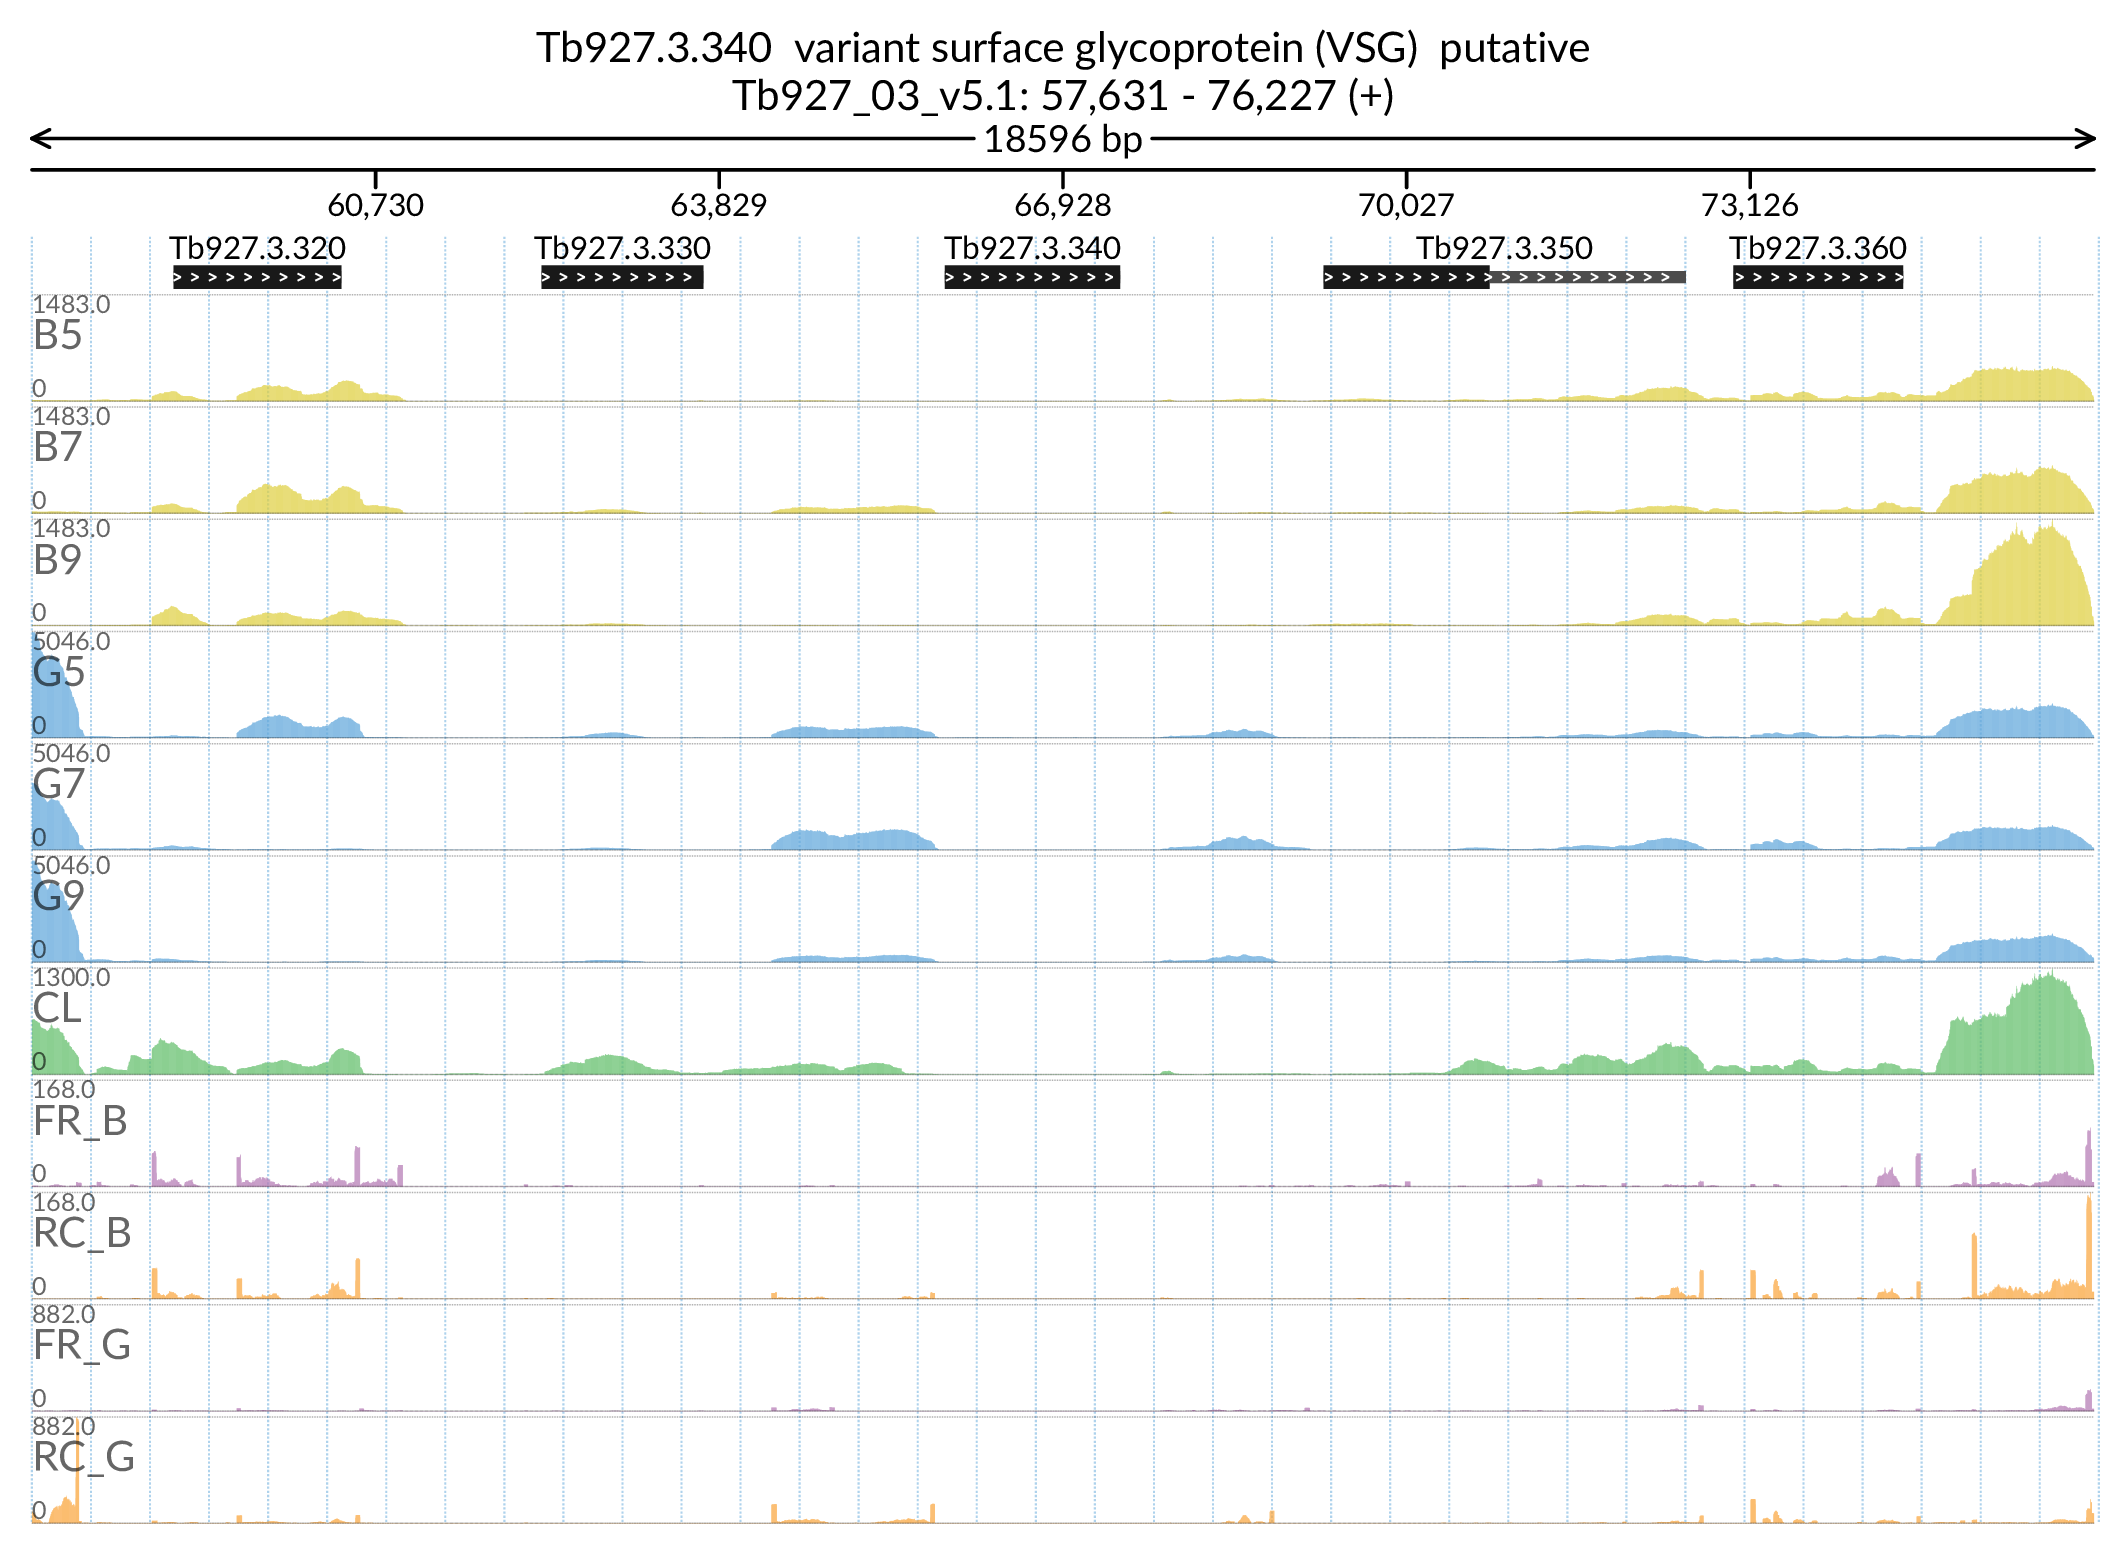 Tb927.3.340  variant surface glycoprotein (VSG)  putative
Tb927_03_v5.1: 57,631 - 76,227 (+)
18596 bp
60,730 63,829 66,928 70,027 73,126
Tb927.3.320 Tb927.3.330 Tb927.3.340 Tb927.3.350 Tb927.3.360
1483.0
B5
0
1483.0
B7
0
1483.0
B9
0
5046.0
G5
0
5046.0
G7
0
5046.0
G9
0
1300.0
CL
0
168.0
FR_B
0
168.0
RC_B
0
882.0
FR_G
0
882.0
RC_G
0